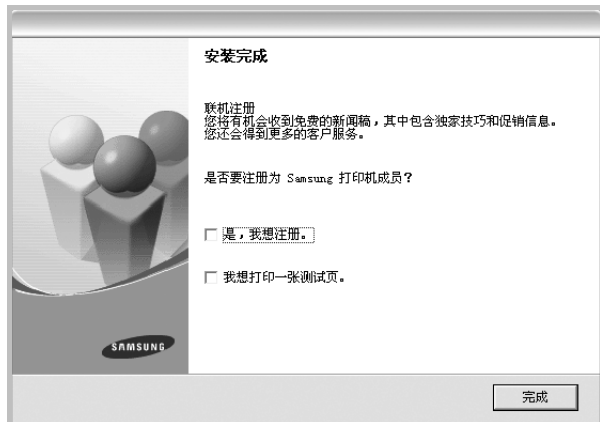 安装完成
联机注册
您将有机会收到免费的新闻稿，其中包含独家技巧和促销信息。
您还会得到更多的客户服务。
是否要注册为 Samsung 打印机成员？
是，我想注册。
我想打印一张测试页。
SAMSUNG
完成